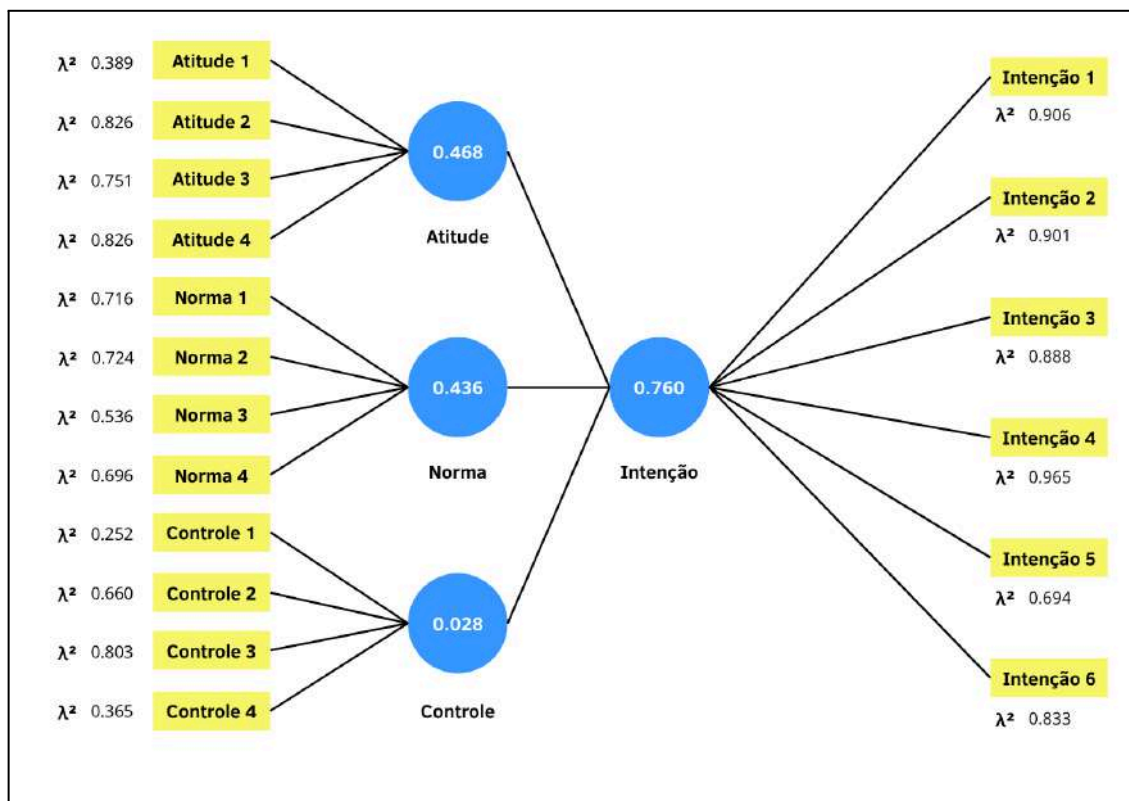 λ² 0.389 Atitude 1
λ² 0.826 Atitude 2
λ² 0.751 Atitude 3
λ² 0.826 Atitude 4
λ² 0.716 Norma 1
λ² 0.724 Norma 2
λ² 0.536 Norma 3
λ² 0.696 Norma 4
λ² 0.252 Controle 1
λ² 0.660 Controle 2
λ² 0.803 Controle 3
λ² 0.365 Controle 4
0.468
Atitude
0.436
Norma
0.028
Controle
0.760
Intenção
Intenção 1
λ² 0.906
Intenção 2
λ² 0.901
Intenção 3
λ² 0.888
Intenção 4
λ² 0.965
Intenção 5
λ² 0.694
Intenção 6
λ² 0.833